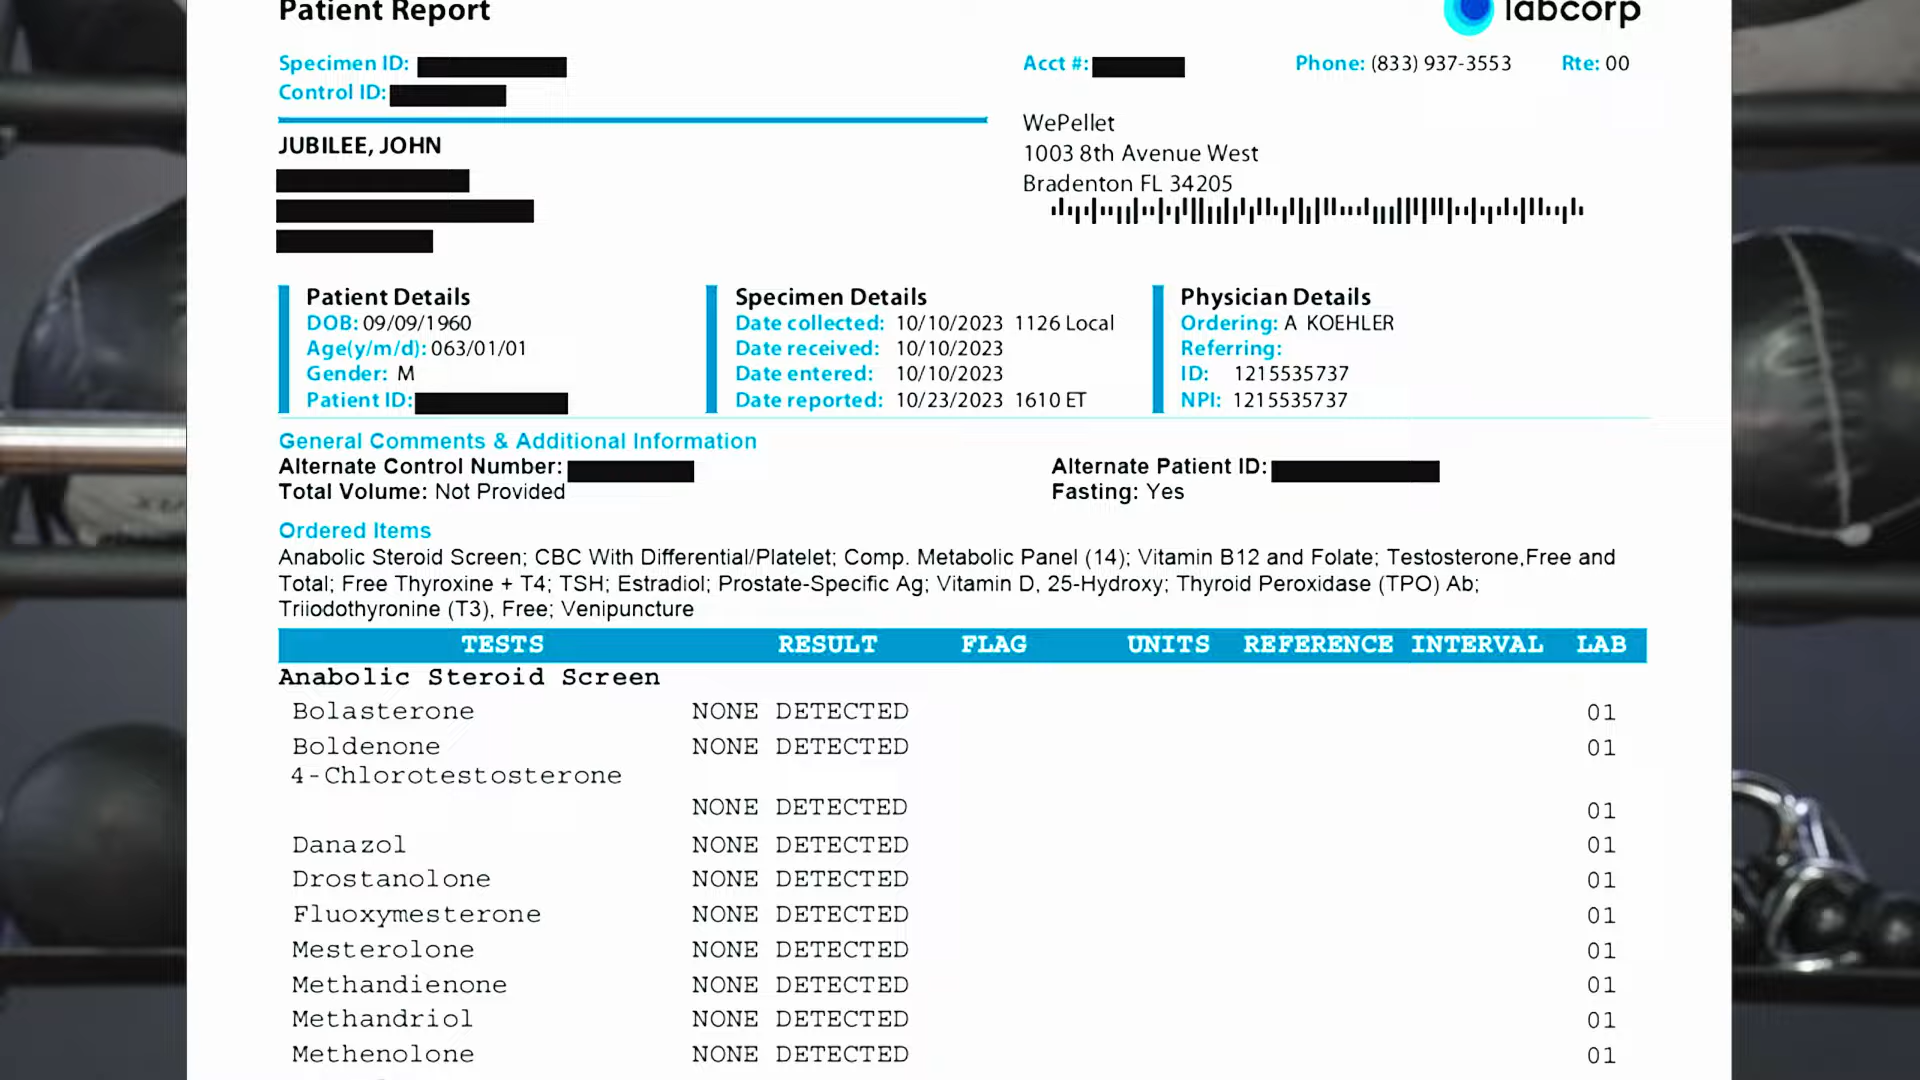 Patient Report
labcorp
Specimen ID:
Acct #:
Phone: (833) 937-3553
Rte: 00
Control ID:
WePellet
JUBILEE, JOHN
1003 8th Avenue West
Bradenton FL 34205
Patient Details
Specimen Details
Physician Details
DOB: 09/09/1960
Date collected: 10/10/2023 1126 Local
Ordering: A KOEHLER
Age(y/m/d): 063/01/01
Date received: 10/10/2023
Referring:
Gender: M
Date entered: 10/10/2023
ID: 1215535737
Patient ID:
Date reported: 10/23/2023 1610 ET
NPI: 1215535737
General Comments & Additional Information
Alternate Control Number:
Alternate Patient ID:
Total Volume: Not Provided
Fasting: Yes
Ordered Items
Anabolic Steroid Screen; CBC With Differential/Platelet; Comp. Metabolic Panel (14); Vitamin B12 and Folate; Testosterone,Free and
Total; Free Thyroxine + T4; TSH; Estradiol; Prostate-Specific Ag; Vitamin D, 25-Hydroxy; Thyroid Peroxidase (TPO) Ab;
Triiodothyronine (T3), Free; Venipuncture
TESTS RESULT FLAG UNITS REFERENCE INTERVAL LAB
Anabolic Steroid Screen
Bolasterone NONE DETECTED 01
Boldenone NONE DETECTED 01
4-Chlorotestosterone
NONE DETECTED 01
Danazol NONE DETECTED 01
Drostanolone NONE DETECTED 01
Fluoxymesterone NONE DETECTED 01
Mesterolone NONE DETECTED 01
Methandienone NONE DETECTED 01
Methandriol NONE DETECTED 01
Methenolone NONE DETECTED 01